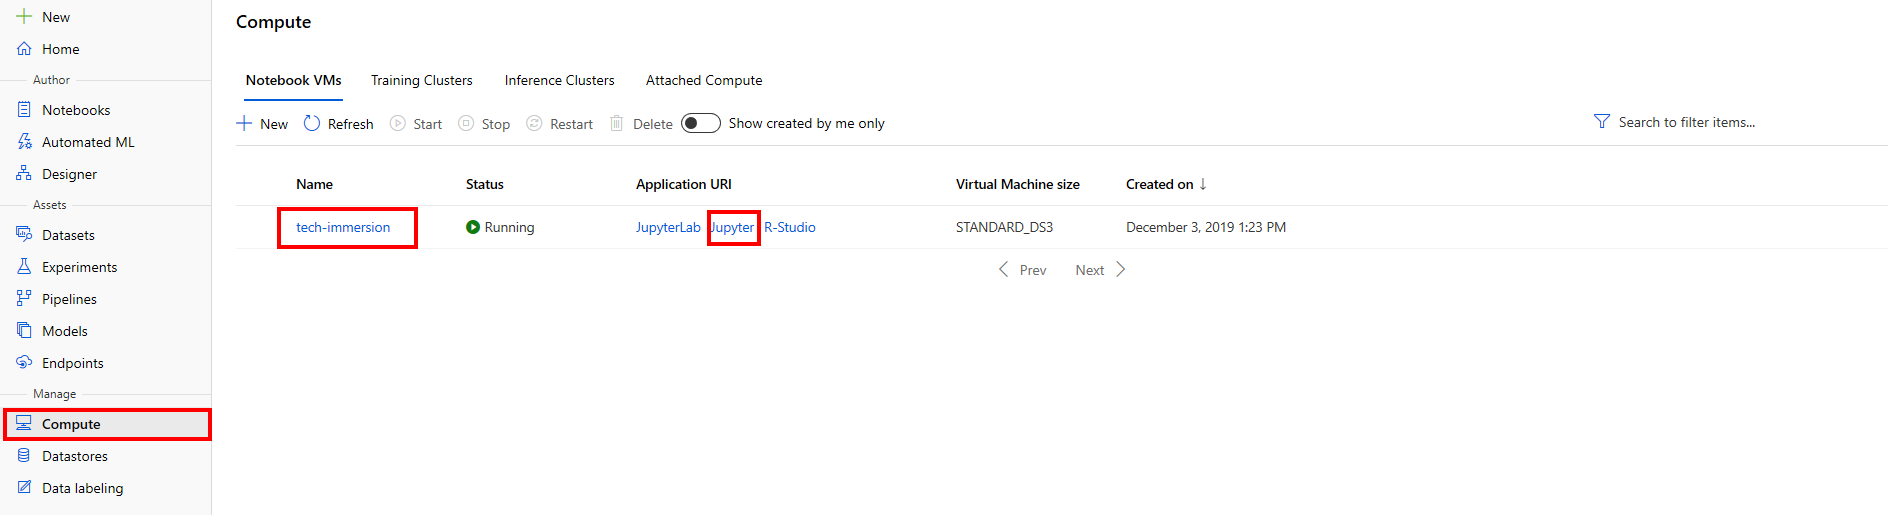 New
Home
Author
Notebooks
Automated ML
Designer
Assets
Datasets
Experiments
Pipelines
Models
Endpoints
Manage
Compute
Datastores
Data labeling
Compute
Notebook VMs Training Clusters Inference Clusters Attached Compute
New Refresh Start Stop Restart Delete Show created by me only Search to filter items...
Name Status Application URI Virtual Machine size Created on ↓
tech-immersion Running JupyterLab Jupyter R-Studio STANDARD_DS3 December 3, 2019 1:23 PM
Prev Next